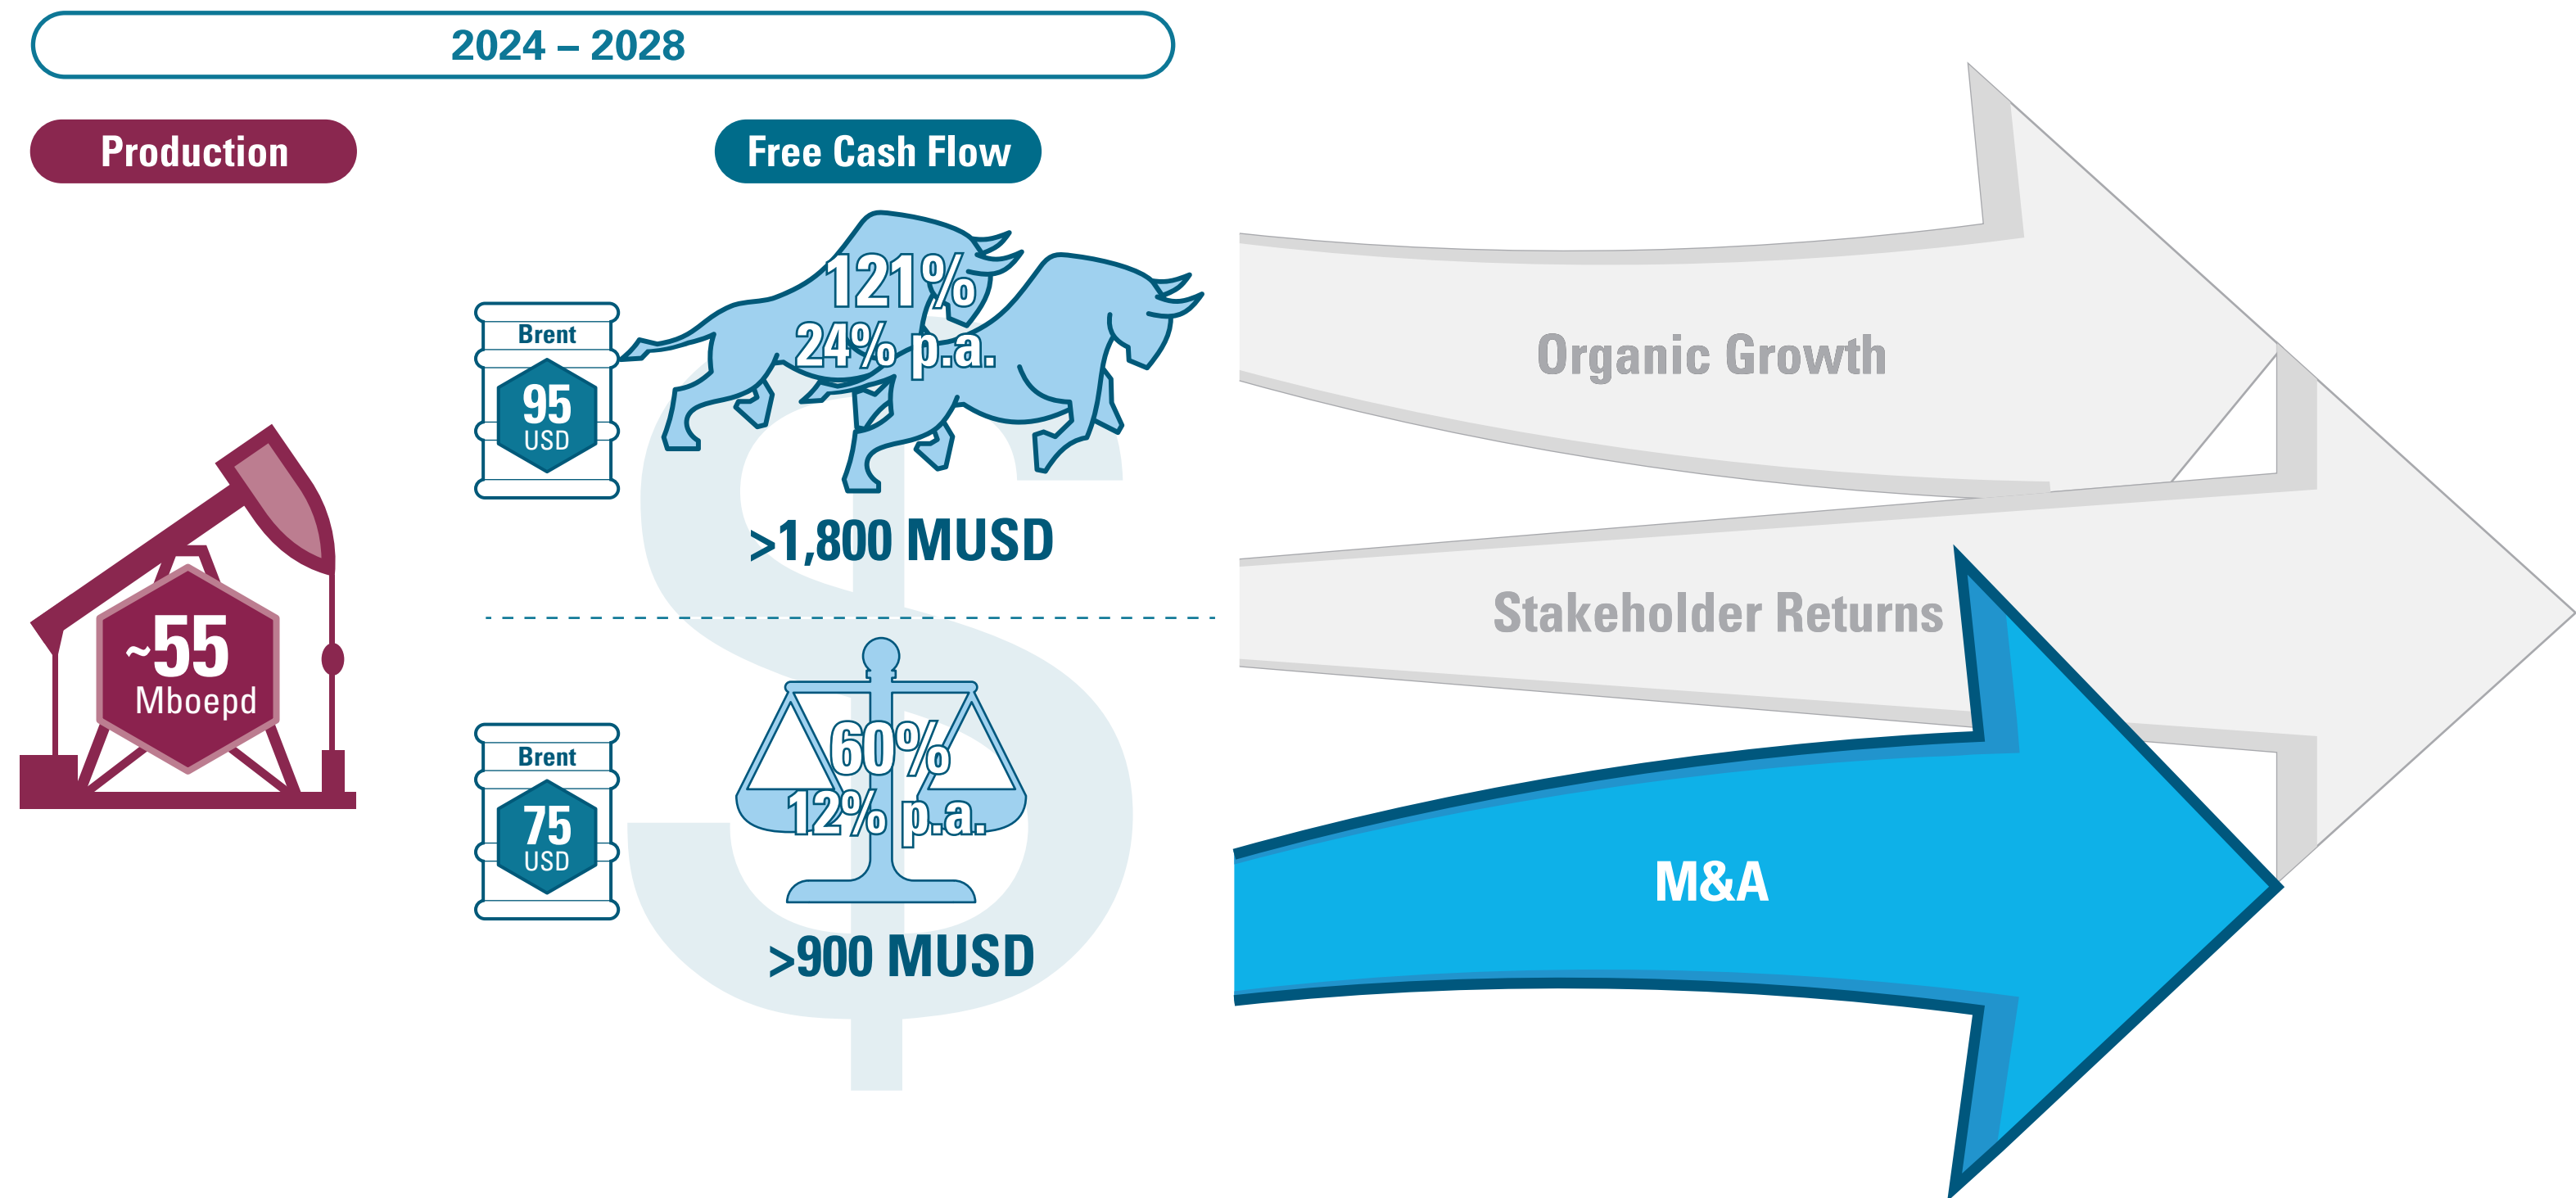 2024 – 2028
Production
Free Cash Flow
~55
Mboepd
Brent
95
USD
121%
24% p.a.
>1,800 MUSD
Brent
75
USD
60%
12% p.a.
>900 MUSD
Organic Growth
Stakeholder Returns
M&A